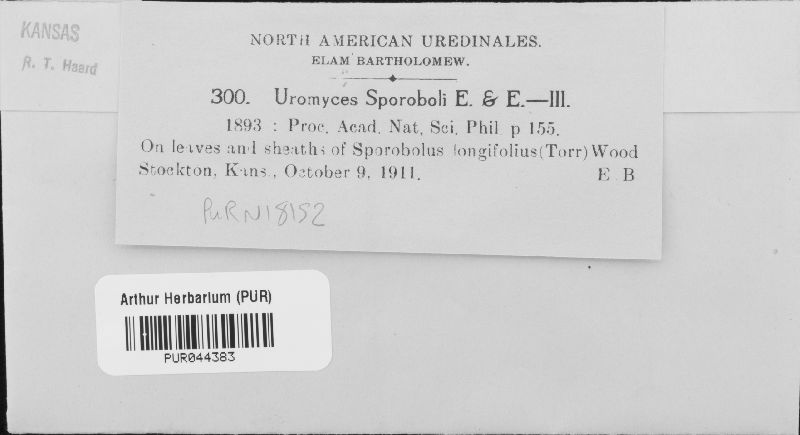 KANSAS
R. T. Haard
NORTH AMERICAN UREDINALES.
ELAM BARTHOLOMEW.
300. Uromyces Sporoboli E. & E.—III.
1893 : Proc. Acad. Nat. Sci. Phil p 155.
On leaves and sheaths of Sporobolus longifolius (Torr) Wood
Stockton, Kans., October 9, 1911. E B
PURN18152
Arthur Herbarium (PUR)
PUR044383